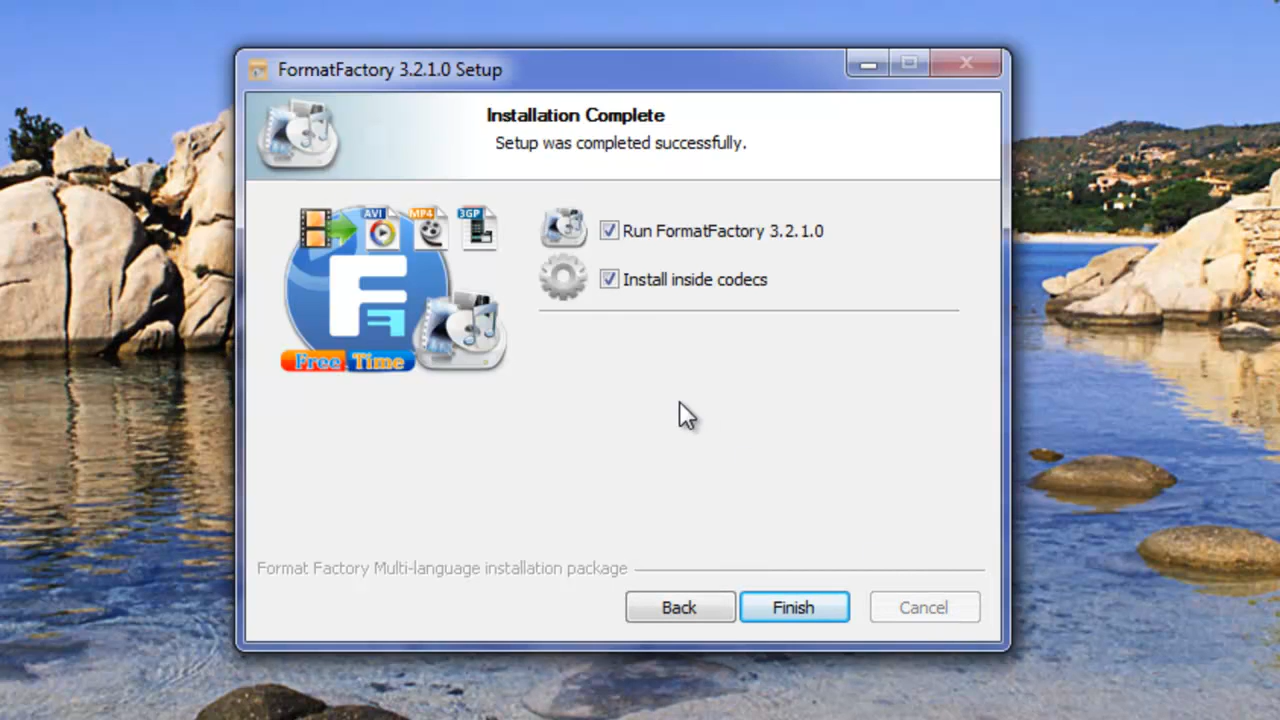 FormatFactory 3.2.1.0 Setup
Installation Complete
Setup was completed successfully.
AVI
MP4
3GP
Run FormatFactory 3.2.1.0
Install inside codecs
Free Time
Format Factory Multi-language installation package
Back
Finish
Cancel